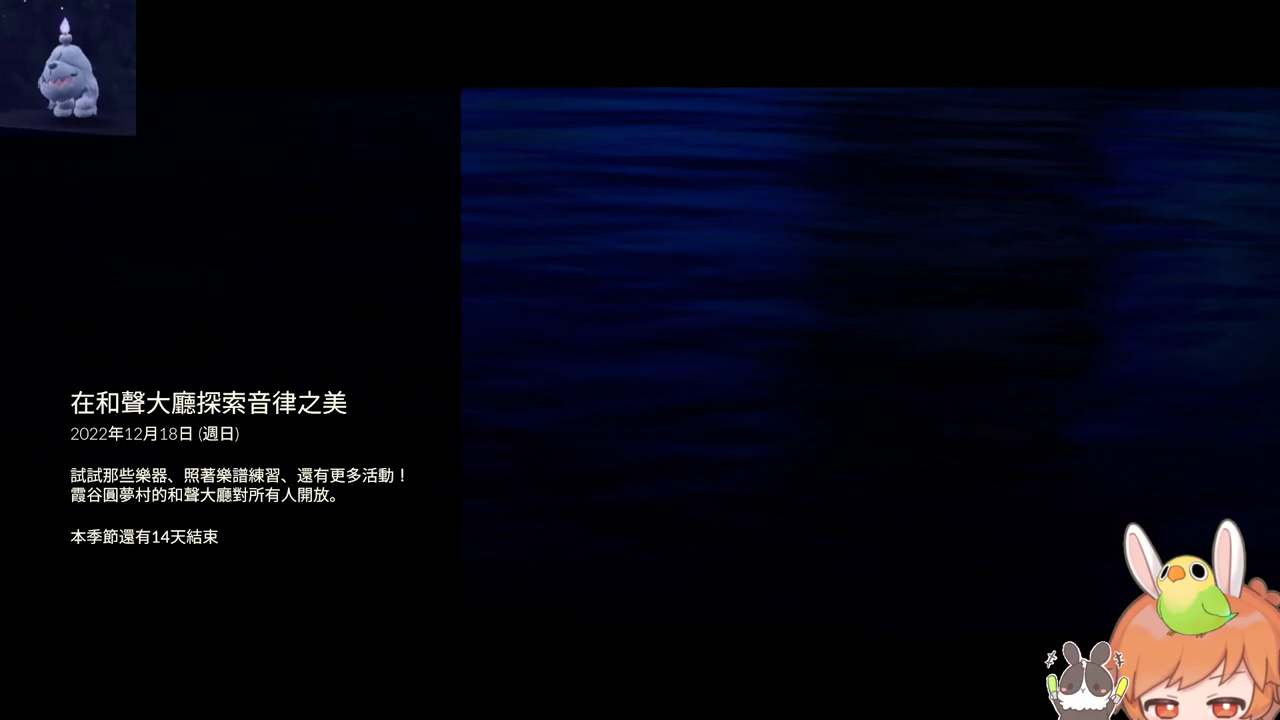 在和聲大廳探索音律之美
2022年12月18日 (週日)
試試那些樂器、照著樂譜練習、還有更多活動！
霞谷圓夢村的和聲大廳對所有人開放。
本季節還有14天結束